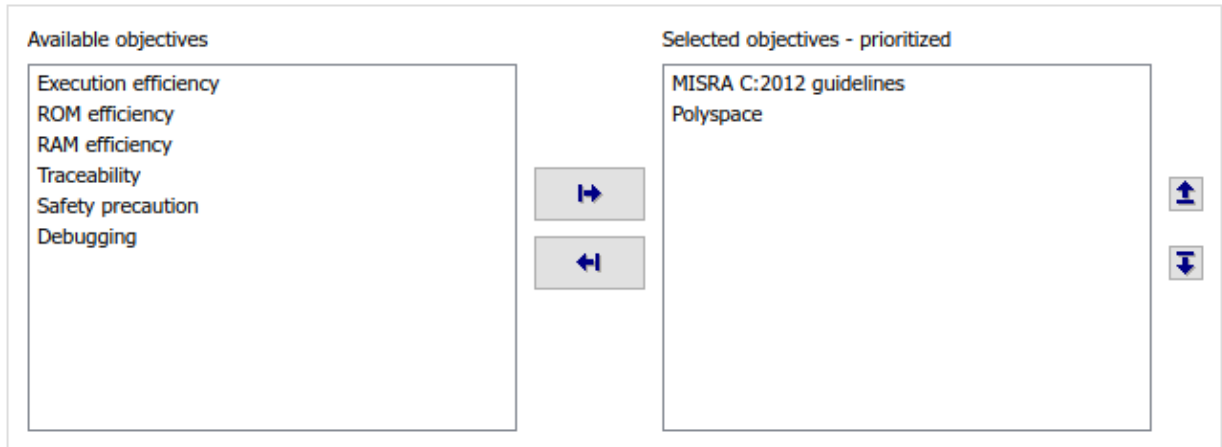 Available objectives
Execution efficiency
ROM efficiency
RAM efficiency
Traceability
Safety precaution
Debugging
Selected objectives - prioritized
MISRA C:2012 guidelines
Polyspace